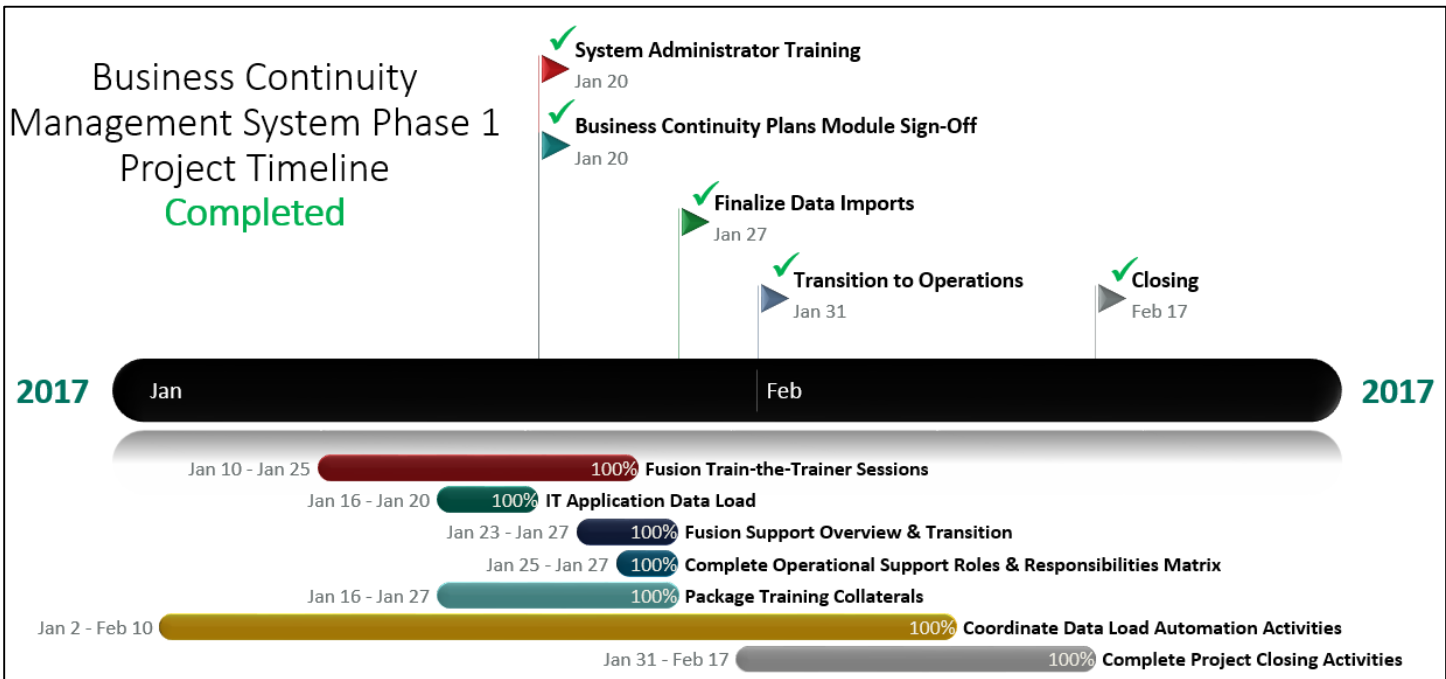 Business Continuity
Management System Phase 1
Project Timeline
Completed
System Administrator Training
Jan 20
Business Continuity Plans Module Sign-Off
Jan 20
Finalize Data Imports
Jan 27
Transition to Operations
Jan 31
Closing
Feb 17
2017 Jan Feb 2017
Jan 10 - Jan 25 100% Fusion Train-the-Trainer Sessions
Jan 16 - Jan 20 100% IT Application Data Load
Jan 23 - Jan 27 100% Fusion Support Overview & Transition
Jan 25 - Jan 27 100% Complete Operational Support Roles & Responsibilities Matrix
Jan 16 - Jan 27 100% Package Training Collaterals
Jan 2 - Feb 10 100% Coordinate Data Load Automation Activities
Jan 31 - Feb 17 100% Complete Project Closing Activities